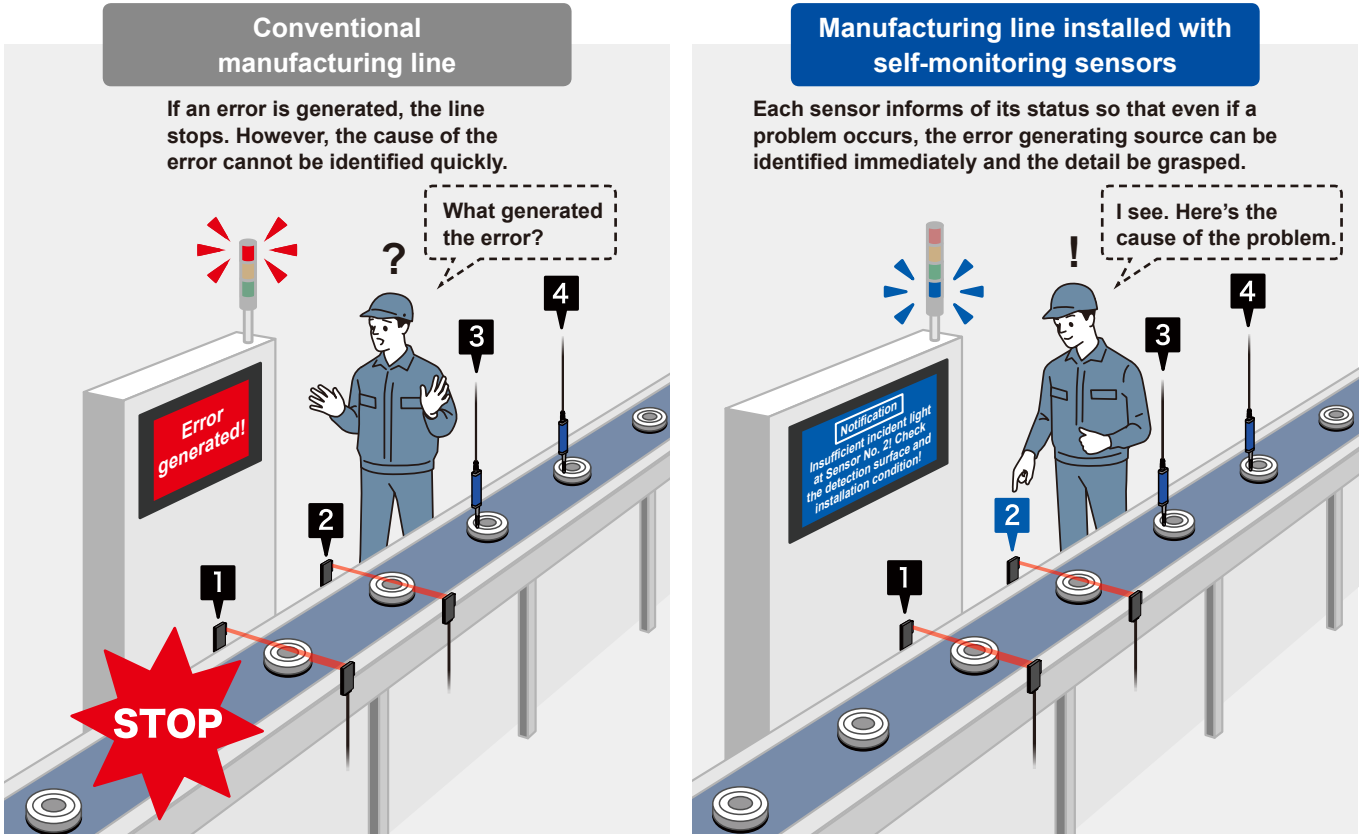 Conventional
manufacturing line
If an error is generated, the line
stops. However, the cause of the
error cannot be identified quickly.
What generated
the error?
?
4
3
Error
generated!
2
1
STOP
Manufacturing line installed with
self-monitoring sensors
Each sensor informs of its status so that even if a
problem occurs, the error generating source can be
identified immediately and the detail be grasped.
I see. Here’s the
cause of the problem.
!
4
3
Notification
Insufficient incident light
at Sensor No. 2! Check
the detection surface and
installation condition!
2
1